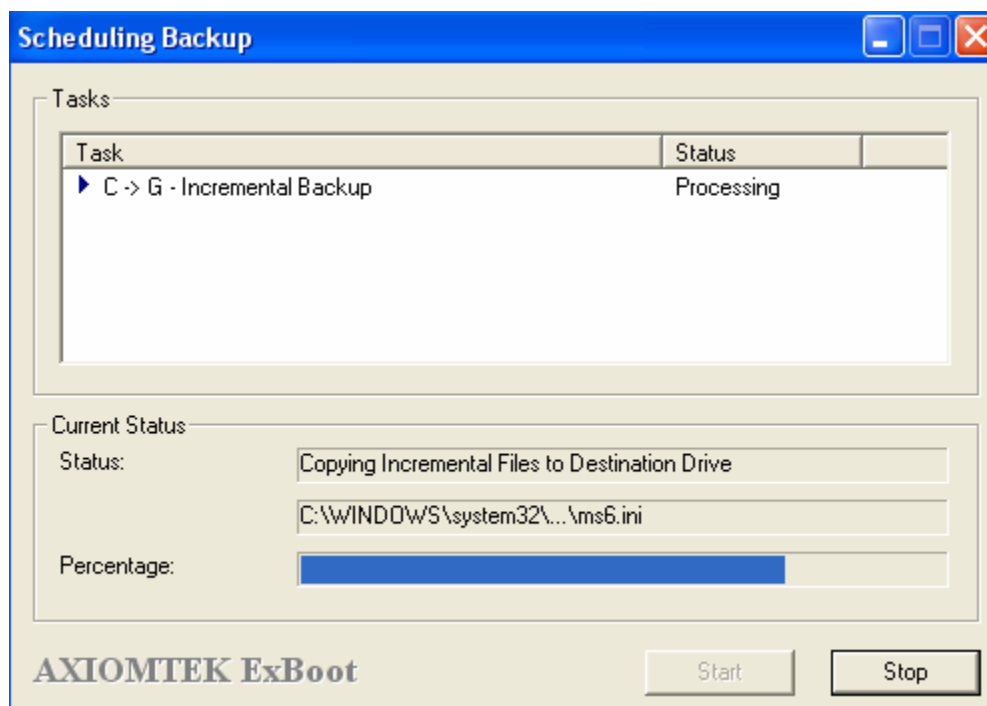 Scheduling Backup
Tasks
Task Status
C -> G - Incremental Backup Processing
Current Status
Status: Copying Incremental Files to Destination Drive
C:\WINDOWS\system32\...\ms6.ini
Percentage:
AXIOMTEK ExBoot Start Stop